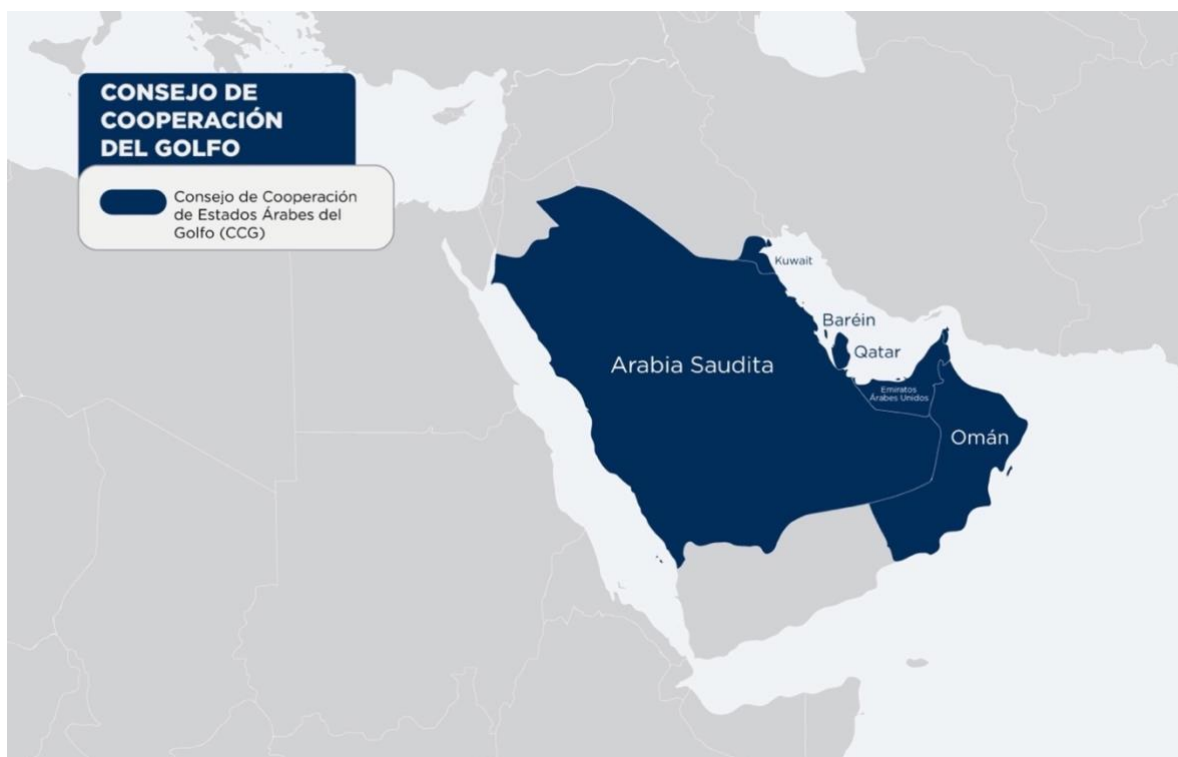 CONSEJO DE
COOPERACIÓN
DEL GOLFO
Consejo de Cooperación
de Estados Árabes del
Golfo (CCG)
Kuwait
Baréin
Qatar
Arabia Saudita
Emiratos
Árabes Unidos
Omán